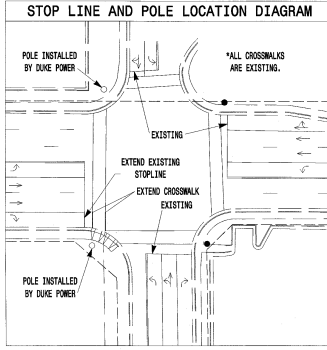 STOP LINE AND POLE LOCATION DIAGRAM
POLE INSTALLED
BY DUKE POWER
*ALL CROSSWALKS
ARE EXISTING.
EXISTING
EXTEND EXISTING
STOPLINE
EXTEND CROSSWALK
EXISTING
POLE INSTALLED
BY DUKE POWER